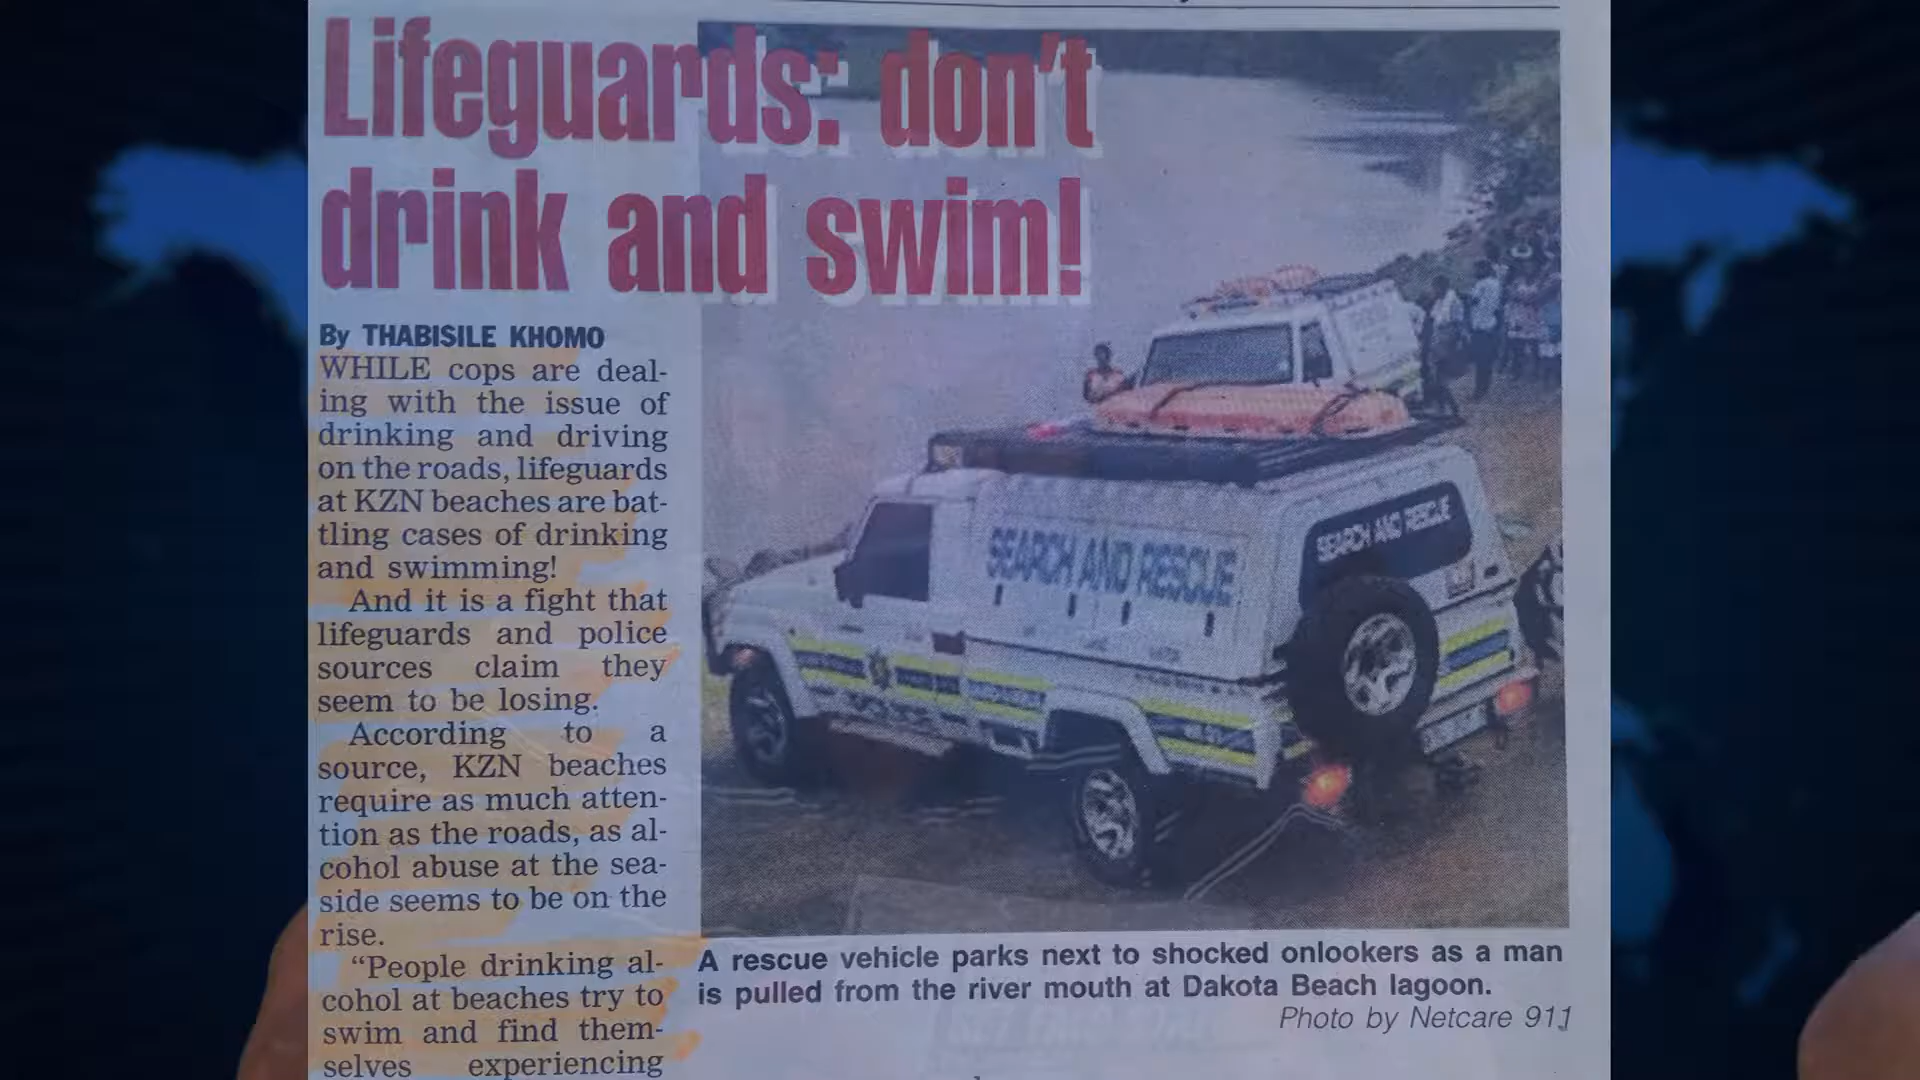 Lifeguards: don't
drink and swim!
By THABISILE KHOMO
WHILE cops are deal-
ing with the issue of
drinking and driving
on the roads, lifeguards
at KZN beaches are bat-
tling cases of drinking
and swimming!
And it is a fight that
lifeguards and police
sources claim they
seem to be losing.
According to a
source, KZN beaches
require as much atten-
tion as the roads, as al-
cohol abuse at the sea-
side seems to be on the
rise.
“People drinking al-
cohol at beaches try to
swim and find them-
selves experiencing
SEARCH AND RESCUE
SEARCH AND RESCUE
A rescue vehicle parks next to shocked onlookers as a man
is pulled from the river mouth at Dakota Beach lagoon.
Photo by Netcare 911